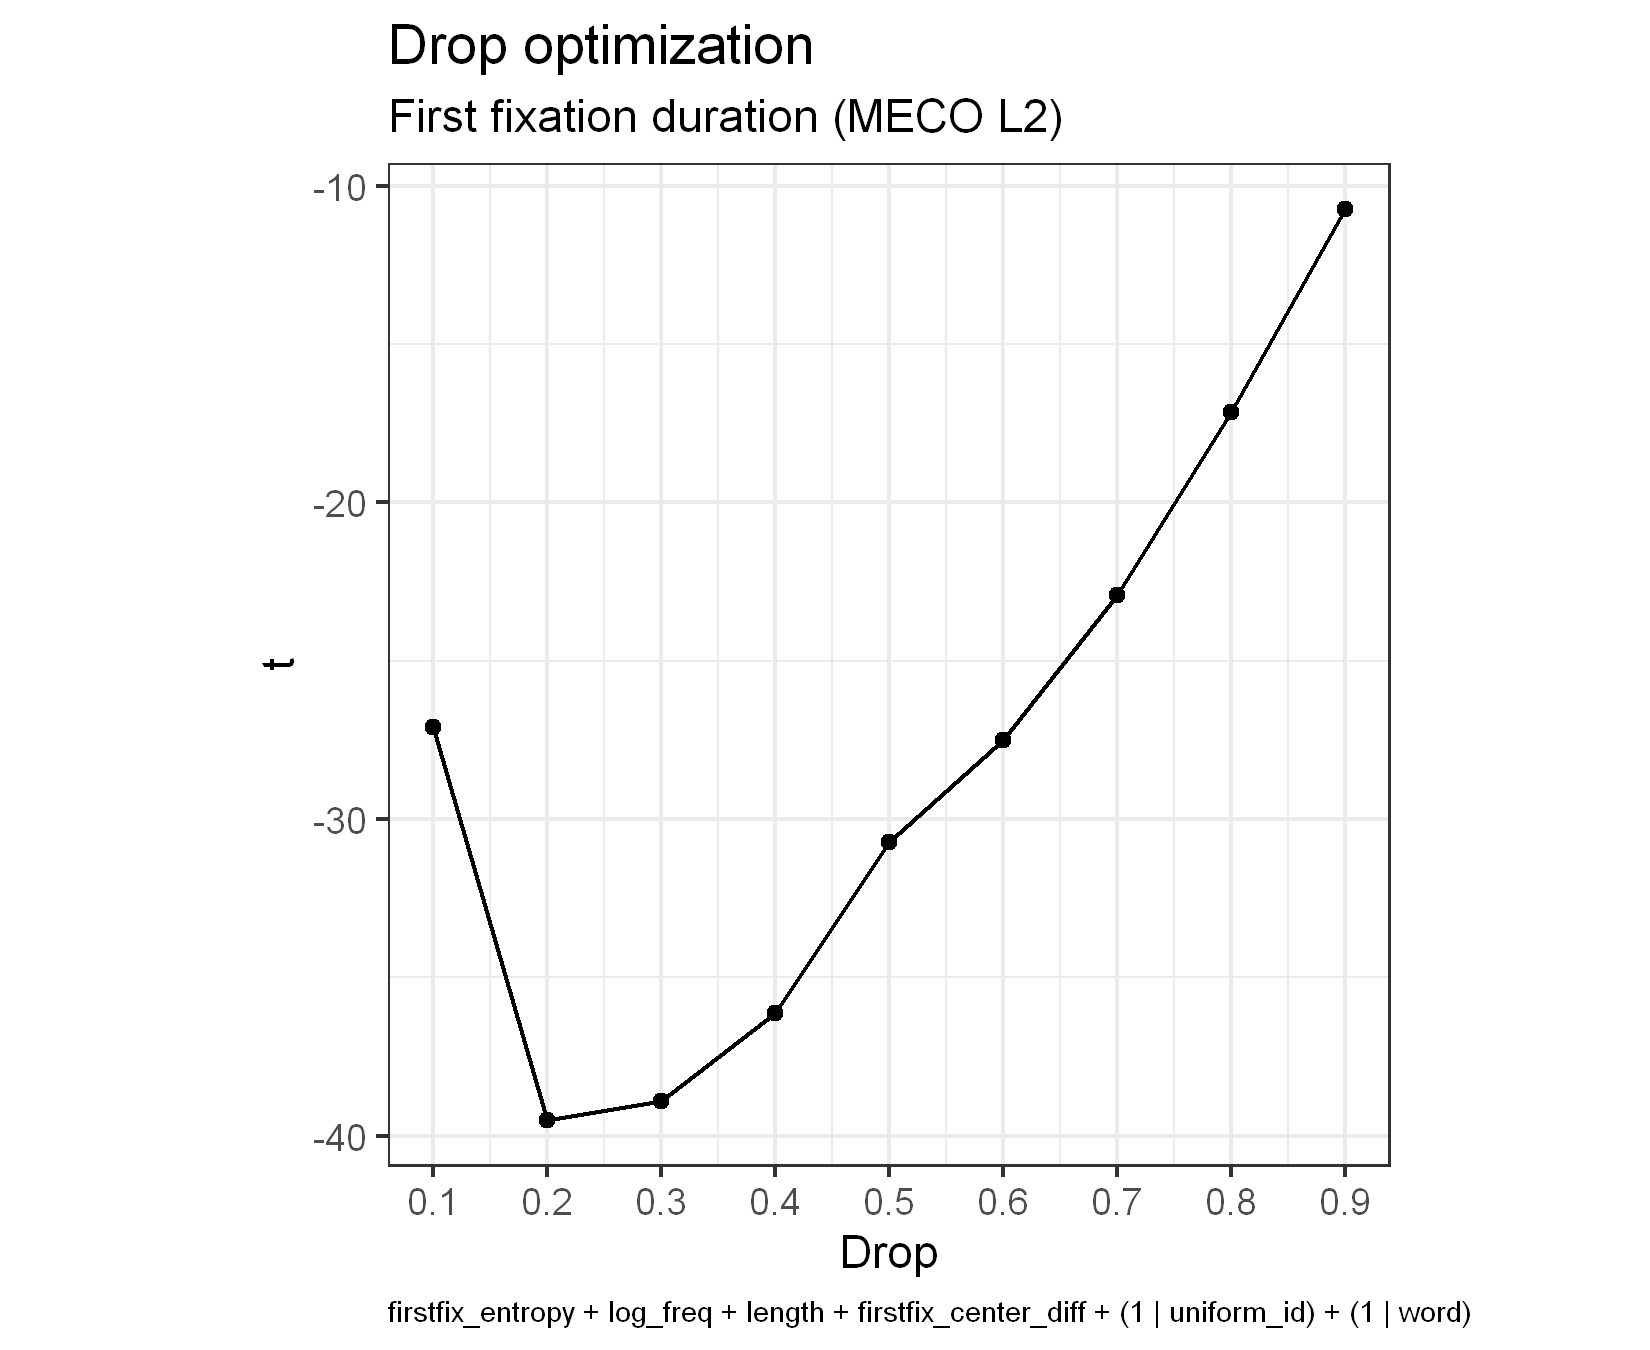 Drop optimization
First fixation duration (MECO L2)
-10
-20
-30
-40
t
0.1 0.2 0.3 0.4 0.5 0.6 0.7 0.8 0.9
Drop
firstfix_entropy + log_freq + length + firstfix_center_diff + (1 | uniform_id) + (1 | word)